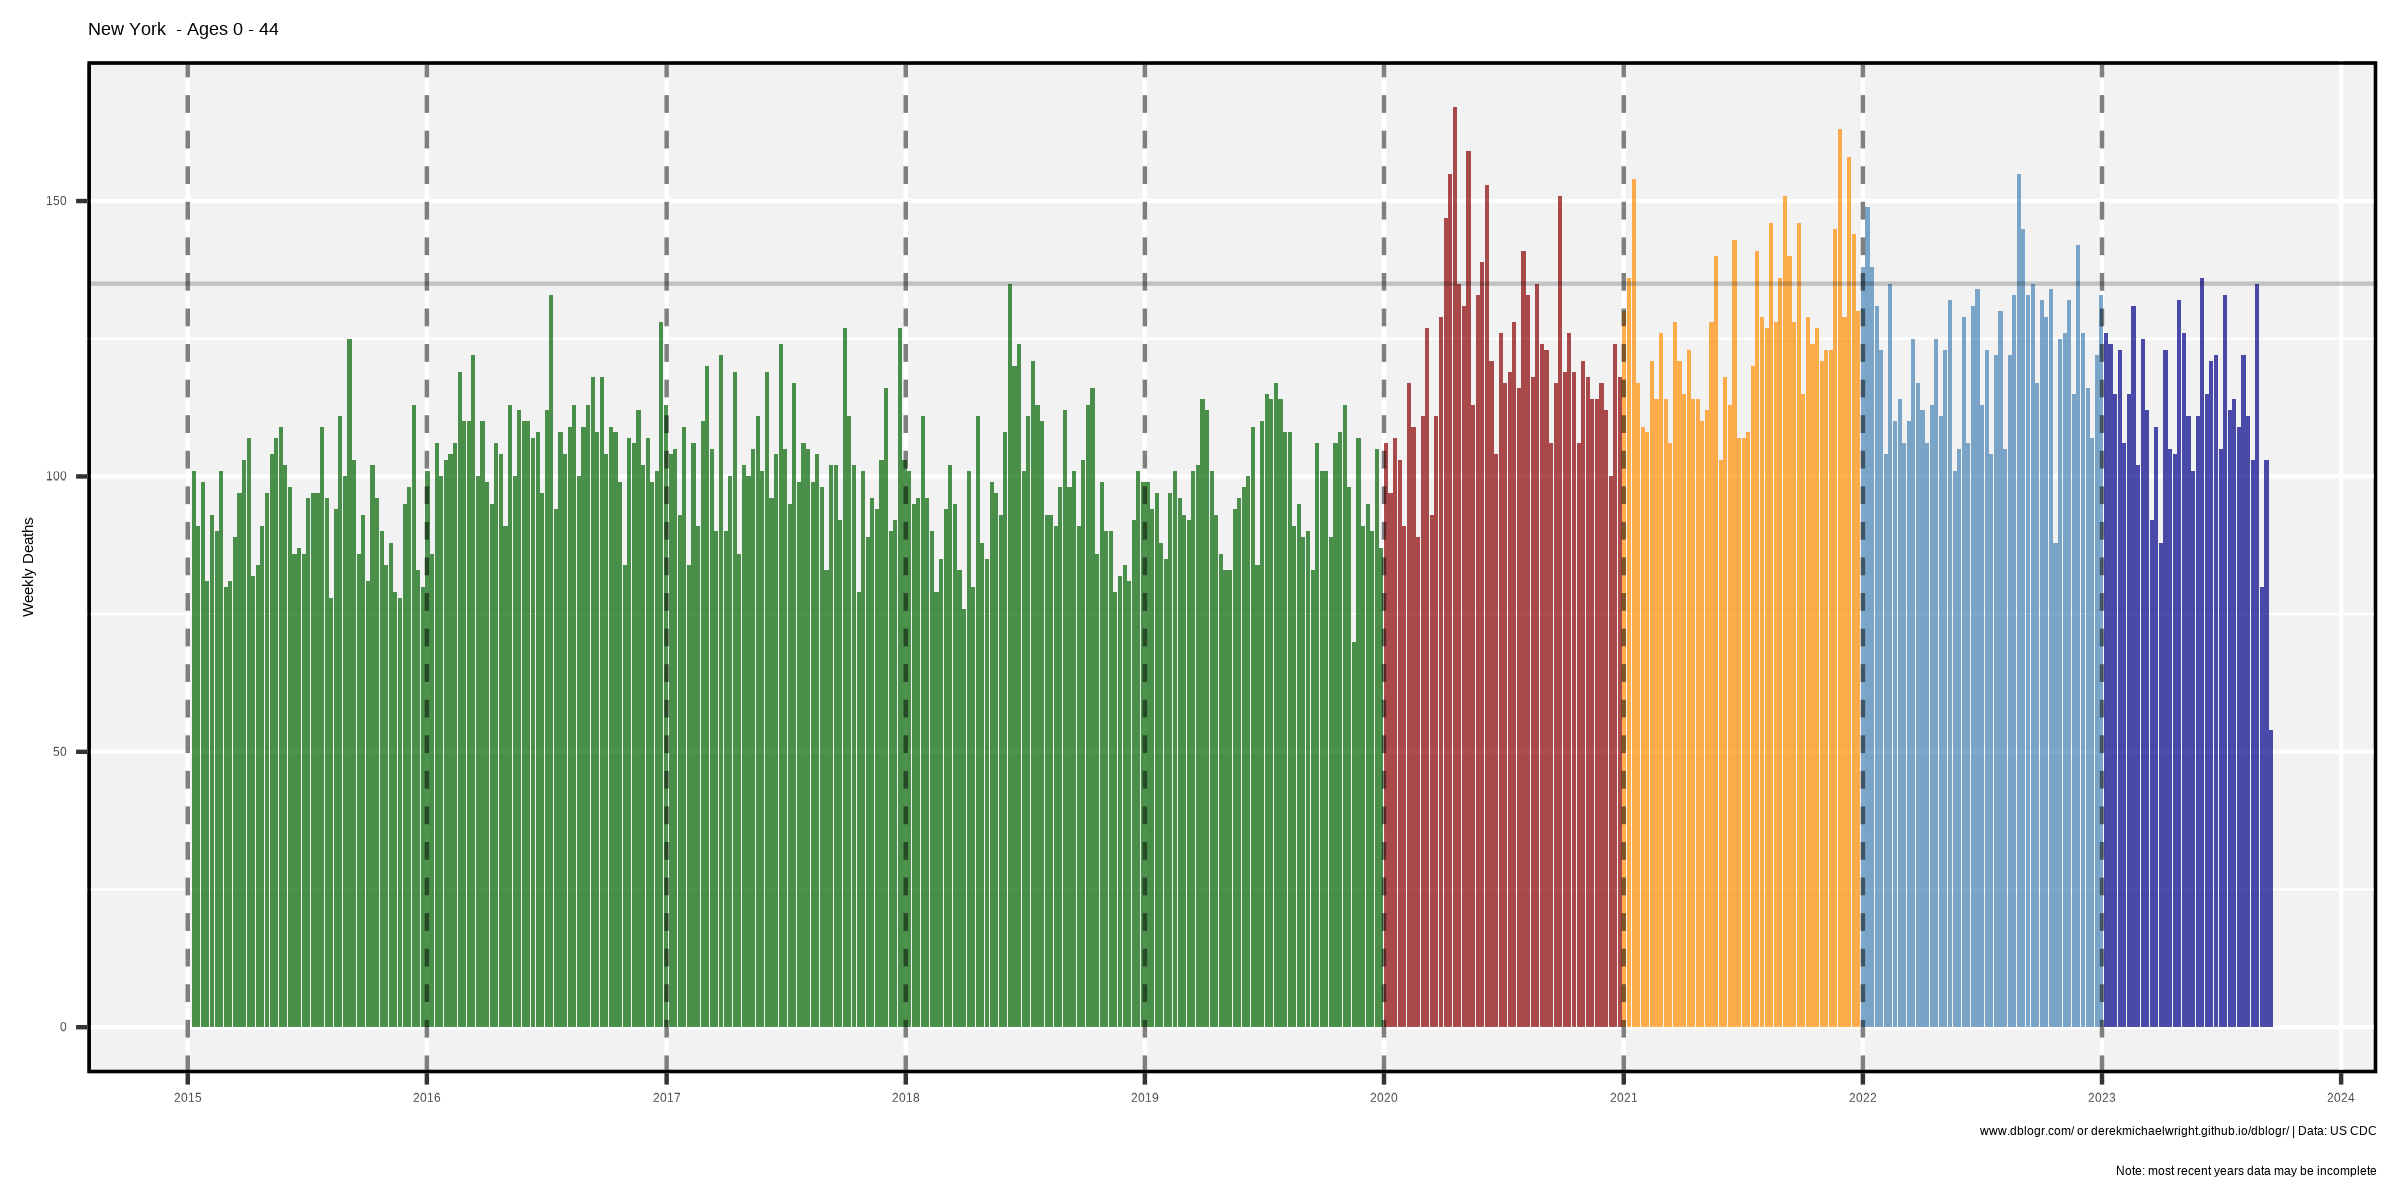 New York  - Ages 0 - 44
Weekly Deaths
150
100
50
0
2015 2016 2017 2018 2019 2020 2021 2022 2023 2024
www.dblogr.com/ or derekmichaelwright.github.io/dblogr/ | Data: US CDC
Note: most recent years data may be incomplete